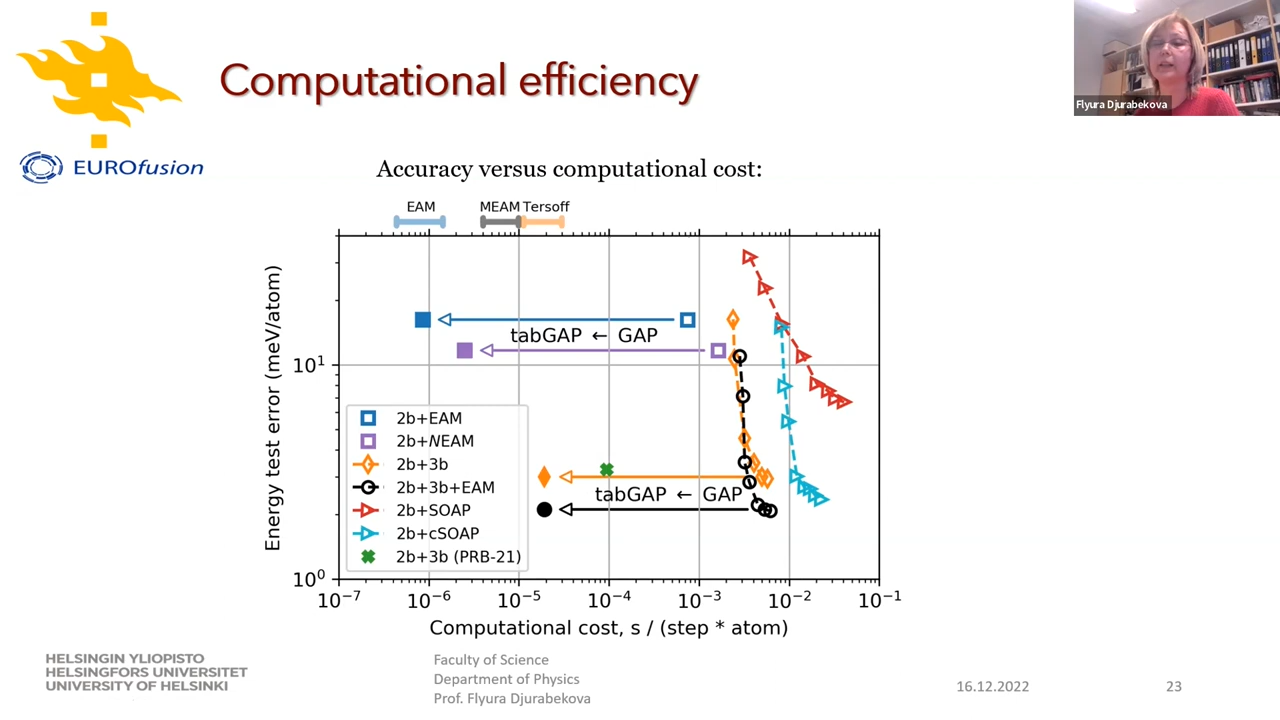 Computational efficiency
Flyura Djurabekova
EUROfusion
Accuracy versus computational cost:
EAM
MEAM
Tersoff
Energy test error (meV/atom)
10¹
10⁰
tabGAP ← GAP
tabGAP ← GAP
2b+EAM
2b+NEAM
2b+3b
2b+3b+EAM
2b+SOAP
2b+cSOAP
2b+3b (PRB-21)
10⁻⁷
10⁻⁶
10⁻⁵
10⁻⁴
10⁻³
10⁻²
10⁻¹
Computational cost, s / (step * atom)
HELSINGIN YLIOPISTO
HELSINGFORS UNIVERSITET
UNIVERSITY OF HELSINKI
Faculty of Science
Department of Physics
Prof. Flyura Djurabekova
16.12.2022
23